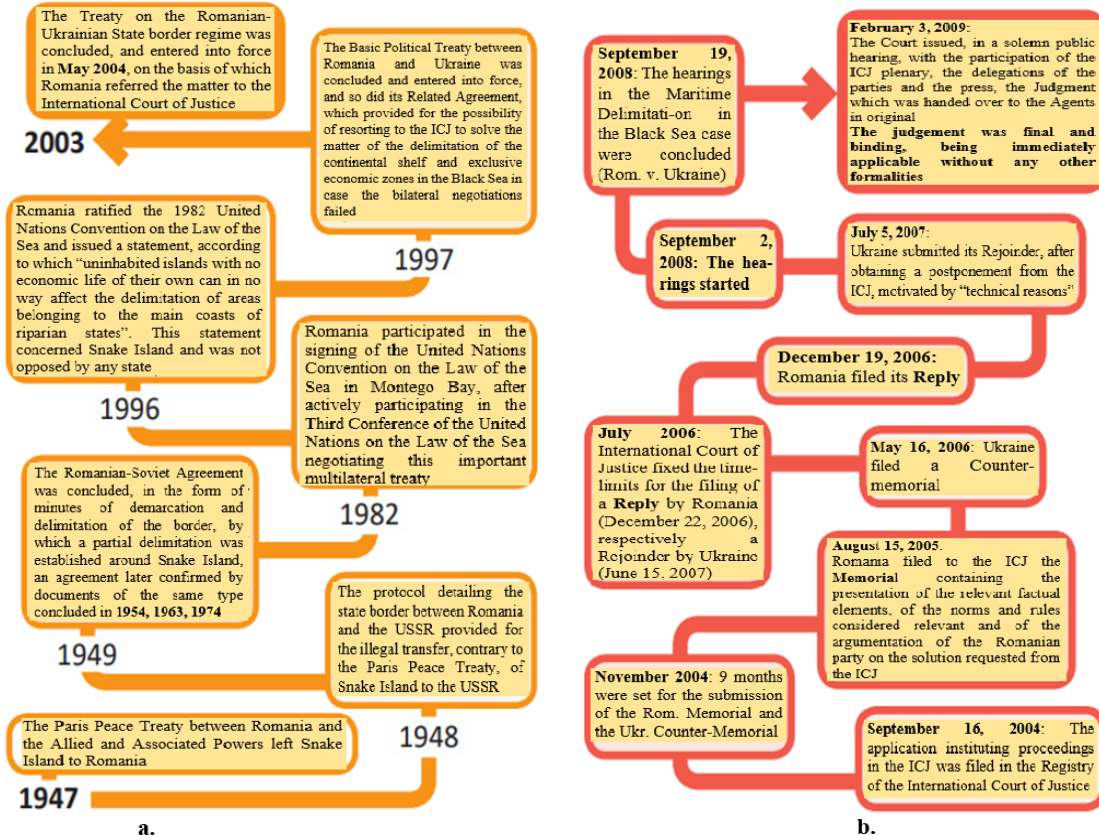 The Treaty on the Romanian-
Ukrainian State border regime was
concluded, and entered into force
in May 2004, on the basis of which
Romania referred the matter to the
International Court of Justice
2003
The Basic Political Treaty between
Romania and Ukraine was
concluded and entered into force,
and so did its Related Agreement,
which provided for the possibility
of resorting to the ICJ to solve the
matter of the delimitation of the
continental shelf and exclusive
economic zones in the Black Sea in
case the bilateral negotiations
failed
1997
Romania ratified the 1982 United
Nations Convention on the Law of the
Sea and issued a statement, according
to which “uninhabited islands with no
economic life of their own can in no
way affect the delimitation of areas
belonging to the main coasts of
riparian states”. This statement
concerned Snake Island and was not
opposed by any state
1996
Romania participated in the
signing of the United Nations
Convention on the Law of the
Sea in Montego Bay, after
actively participating in the
Third Conference of the United
Nations on the Law of the Sea
negotiating this important
multilateral treaty
1982
The Romanian-Soviet Agreement
was concluded, in the form of
minutes of demarcation and
delimitation of the border, by
which a partial delimitation was
established around Snake Island,
an agreement later confirmed by
documents of the same type
concluded in 1954, 1963, 1974
1949
The protocol detailing the
state border between Romania
and the USSR provided for
the illegal transfer, contrary to
the Paris Peace Treaty, of
Snake Island to the USSR
1948
The Paris Peace Treaty between Romania and
the Allied and Associated Powers left Snake
Island to Romania
1947
a.
September 19,
2008: The hearings
in the Maritime
Delimitati-on in
the Black Sea case
were concluded
(Rom. v. Ukraine)
February 3, 2009:
The Court issued, in a solemn public
hearing, with the participation of the
ICJ plenary, the delegations of the
parties and the press, the Judgment
which was handed over to the Agents
in original
The judgement was final and
binding, being immediately
applicable without any other
formalities
September 2,
2008: The hea-
rings started
July 5, 2007:
Ukraine submitted its Rejoinder, after
obtaining a postponement from the
ICJ, motivated by “technical reasons”
December 19, 2006:
Romania filed its Reply
July 2006: The
International Court of
Justice fixed the time-
limits for the filing of
a Reply by Romania
(December 22, 2006),
respectively a
Rejoinder by Ukraine
(June 15, 2007)
May 16, 2006: Ukraine
filed a Counter-
memorial
August 15, 2005.
Romania filed to the ICJ the
Memorial containing the
presentation of the relevant factual
elements, of the norms and rules
considered relevant and of the
argumentation of the Romanian
party on the solution requested from
the ICJ
November 2004: 9 months
were set for the submission
of the Rom. Memorial and
the Ukr. Counter-Memorial
September 16, 2004: The
application instituting proceedings
in the ICJ was filed in the Registry
of the International Court of Justice
b.